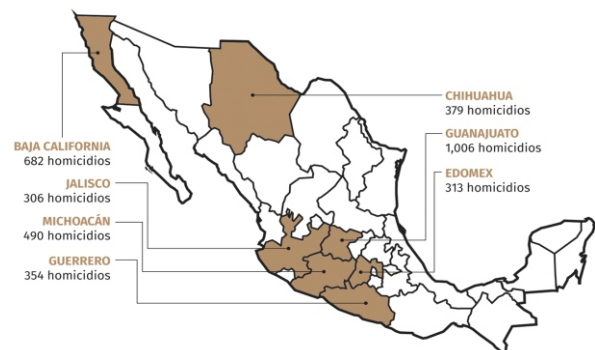 BAJA CALIFORNIA
682 homicidios
JALISCO
306 homicidios
MICHOACÁN
490 homicidios
GUERRERO
354 homicidios
CHIHUAHUA
379 homicidios
GUANAJUATO
1,006 homicidios
EDOMEX
313 homicidios